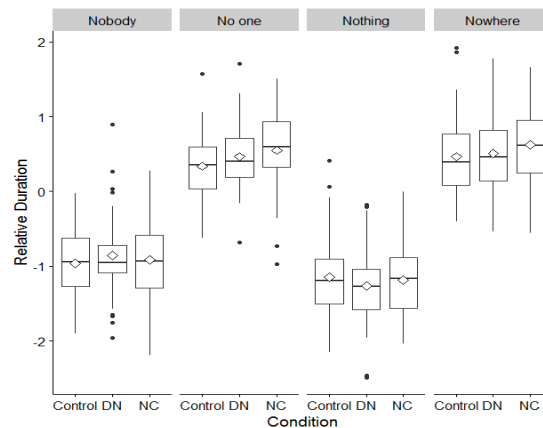 Nobody No one Nothing Nowhere
2
1
0
-1
-2
Relative Duration
Control DN NC Control DN NC Control DN NC Control DN NC
Condition